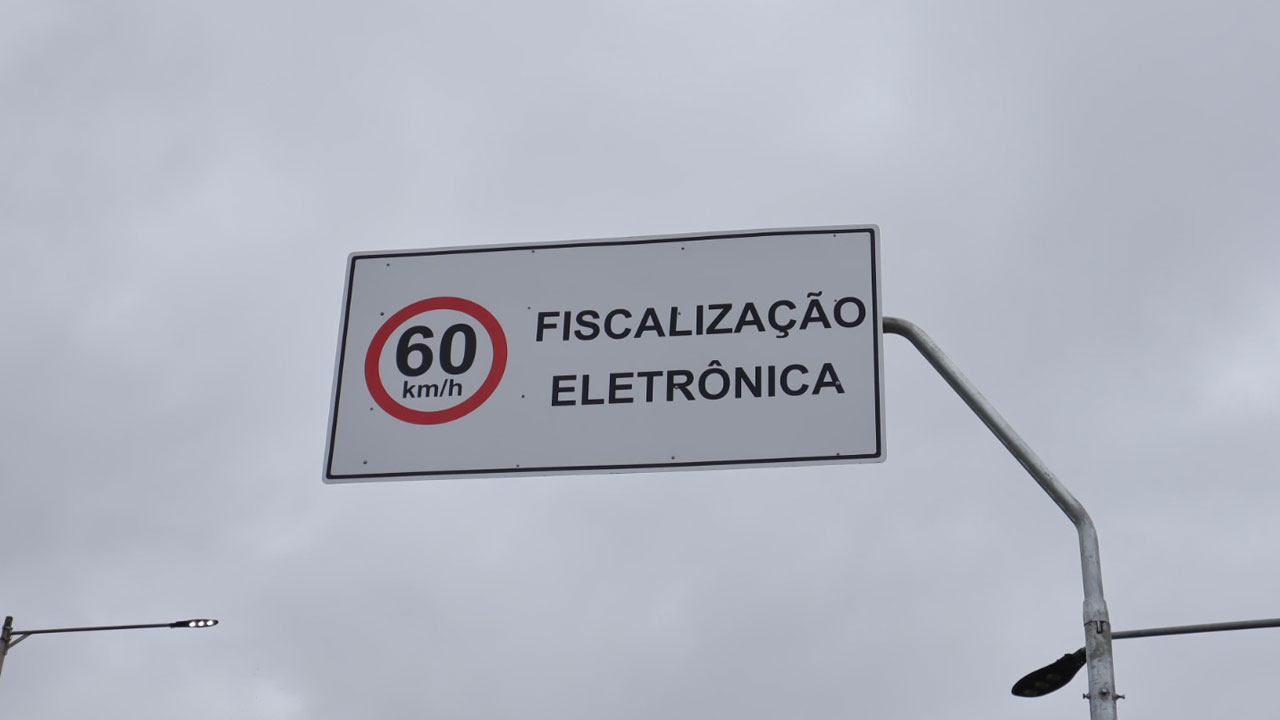 60
km/h
FISCALIZAÇÃO
ELETRÔNICA